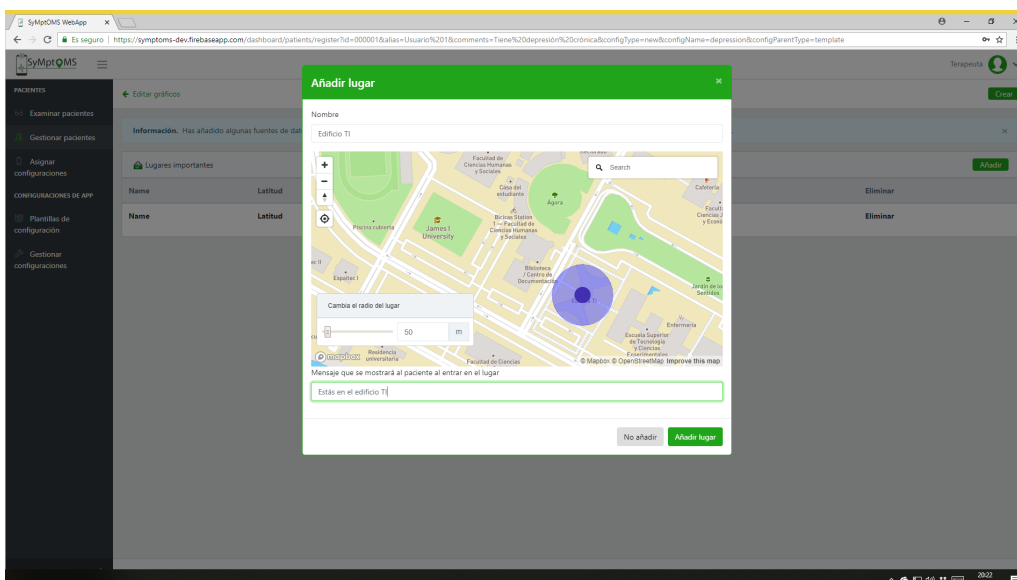 SyMptOMS WebApp
Es seguro
https://symptoms-dev.firebaseapp.com/dashboard/patients/register?id=000001&alias=Usuario%201&comments=Tiene%20depresión%20crónica&configType=new&configName=depression&configParentType=template
SyMptOMS
Terapeuta
PACIENTES
Examinar pacientes
Gestionar pacientes
Asignar
configuraciones
CONFIGURACIONES DE APP
Plantillas de
configuración
Gestionar
configuraciones
Editar gráficos
Crear
Información. Has añadido algunas fuentes de dat
Lugares importantes
Añadir
Name Latitud Eliminar
Name Latitud Eliminar
Añadir lugar
Nombre
Edificio TI
Search
Facultad de
Ciencias Humanas
y Sociales
Casa del
estudiante
Ágora
Cafetería
Piscina cubierta
James I
University
Bicicas Station
1 — Facultad de
Ciencias Humanas
y Sociales
Espaitec I
Biblioteca
/ Centro de
Documentación
Jardín de los
Sentidos
Enfermería
Escuela Superior
de Tecnología
y Ciencias
Experimentales
Cambia el radio del lugar
50 m
Residencia
universitaria
Facultad de Ciencias
mapbox
© Mapbox © OpenStreetMap Improve this map
Mensaje que se mostrará al paciente al entrar en el lugar
Estás en el edificio TI
No añadir
Añadir lugar
20:22